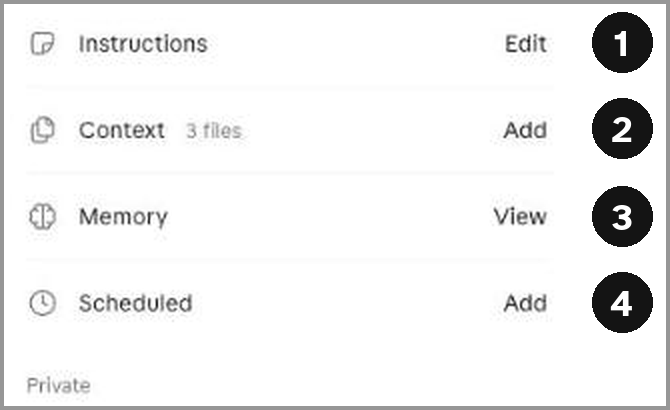 Instructions Edit 1
Context 3 files Add 2
Memory View 3
Scheduled Add 4
Private